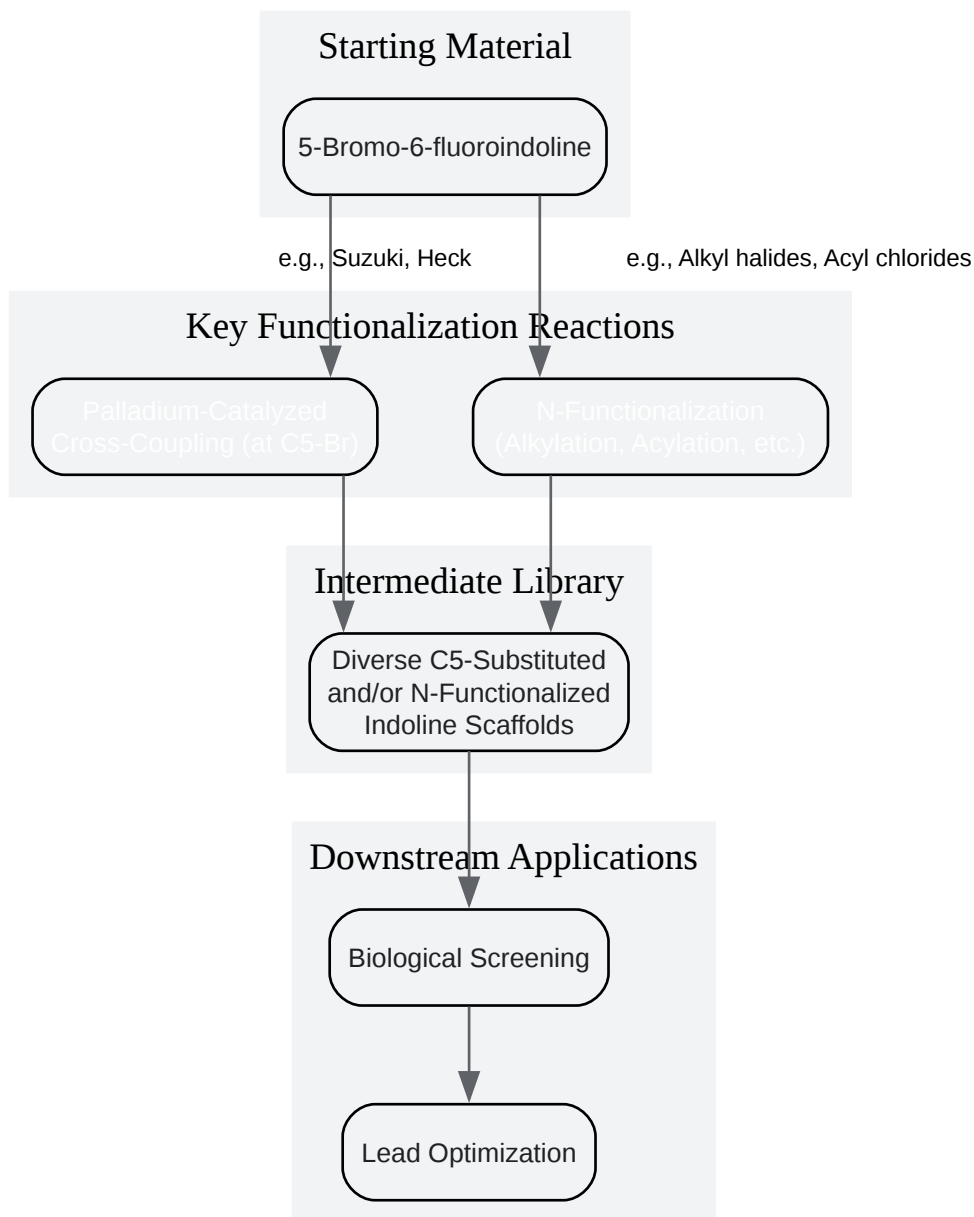 Starting Material
5-Bromo-6-fluoroindoline
e.g., Suzuki, Heck
e.g., Alkyl halides, Acyl chlorides
Key Functionalization Reactions
Palladium-Catalyzed
Cross-Coupling (at C5-Br)
N-Functionalization
(Alkylation, Acylation, etc.)
Intermediate Library
Diverse C5-Substituted
and/or N-Functionalized
Indoline Scaffolds
Downstream Applications
Biological Screening
Lead Optimization